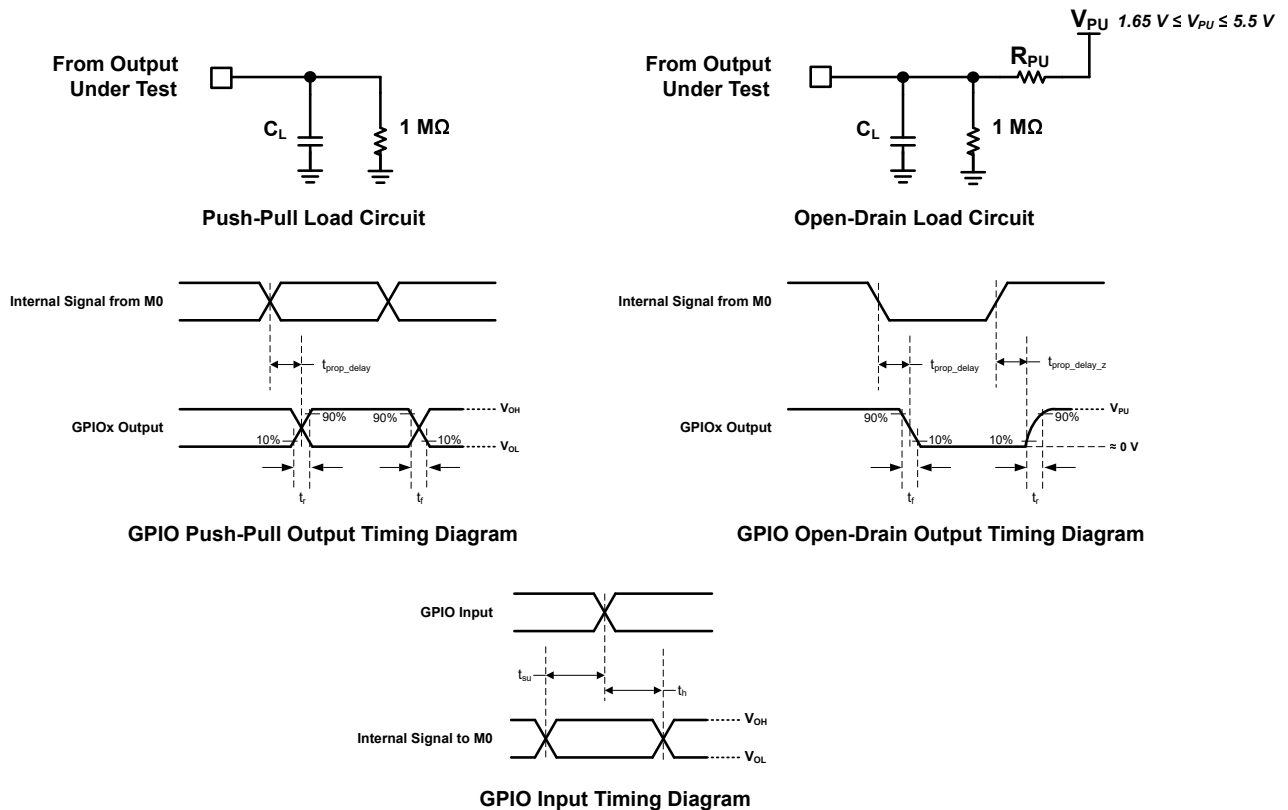 V_PU 1.65 V ≤ V_PU ≤ 5.5 V
From Output
Under Test
C_L
1 MΩ
Push-Pull Load Circuit
From Output
Under Test
R_PU
C_L
1 MΩ
Open-Drain Load Circuit
Internal Signal from M0
t_prop_delay
GPIOx Output
10%
90%
90%
10%
V_OH
V_OL
t_r
t_f
GPIO Push-Pull Output Timing Diagram
Internal Signal from M0
t_prop_delay
t_prop_delay_z
GPIOx Output
90%
10%
10%
90%
V_PU
≈ 0 V
t_f
t_r
GPIO Open-Drain Output Timing Diagram
GPIO Input
t_su
t_h
Internal Signal to M0
V_OH
V_OL
GPIO Input Timing Diagram